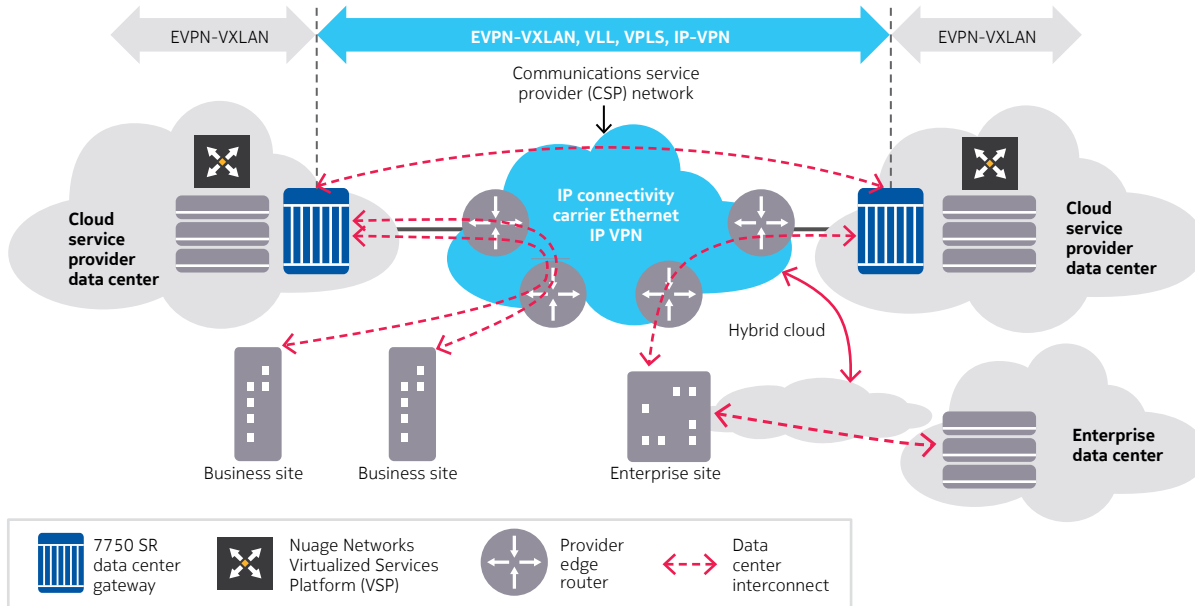 EVPN-VXLAN
EVPN-VXLAN, VLL, VPLS, IP-VPN
EVPN-VXLAN
Communications service
provider (CSP) network
Cloud
service
provider
data center
IP connectivity
carrier Ethernet
IP VPN
Cloud
service provider
data center
Hybrid cloud
Business site
Business site
Enterprise site
Enterprise
data center
7750 SR
data center
gateway
Nuage Networks
Virtualized Services
Platform (VSP)
Provider
edge
router
Data
center
interconnect